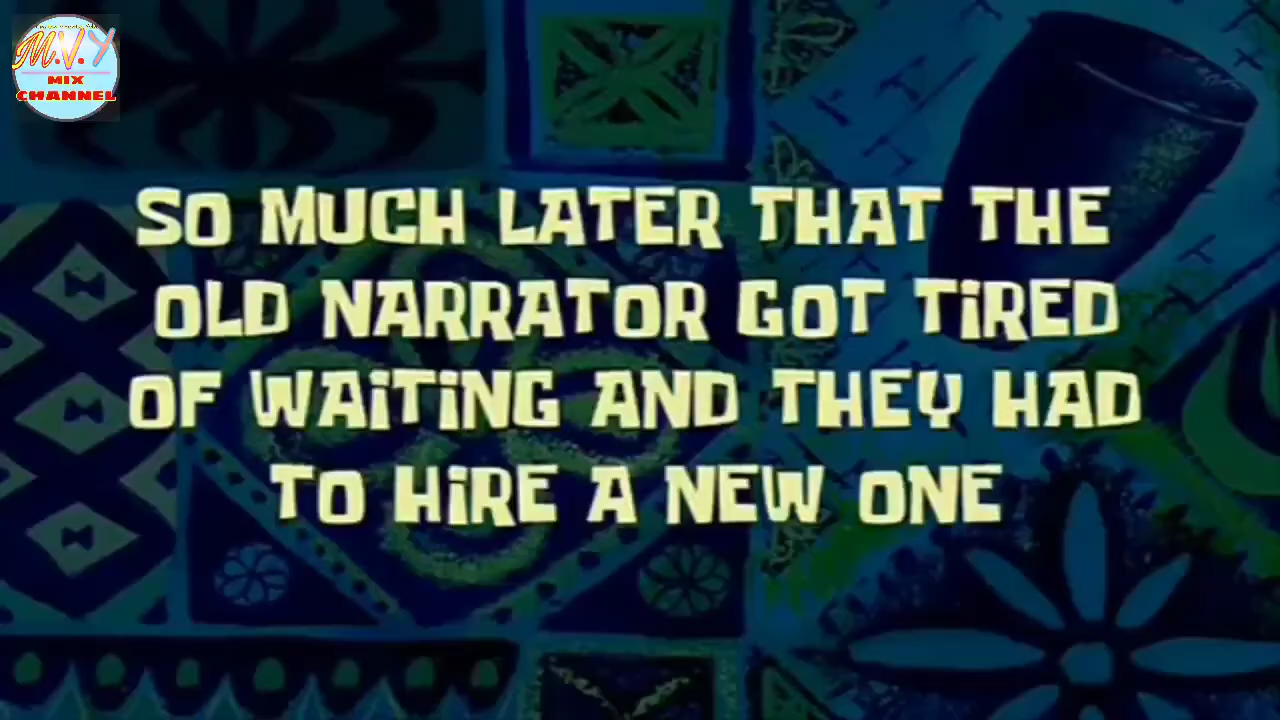 M.V.Y
MIX
CHANNEL
SO MUCH LATER THAT THE
OLD NARRATOR GOT TiRED
OF WAiTiNG AND THEY HAD
TO HiRE A NEW ONE